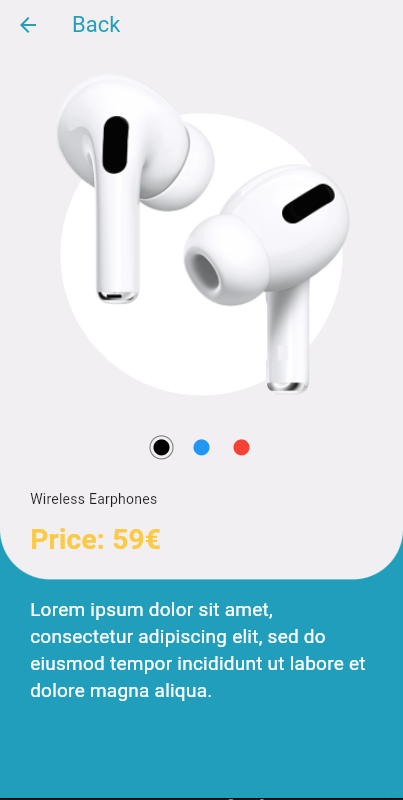 Back
Wireless Earphones
Price: 59€
Lorem ipsum dolor sit amet,
consectetur adipiscing elit, sed do
eiusmod tempor incididunt ut labore et
dolore magna aliqua.